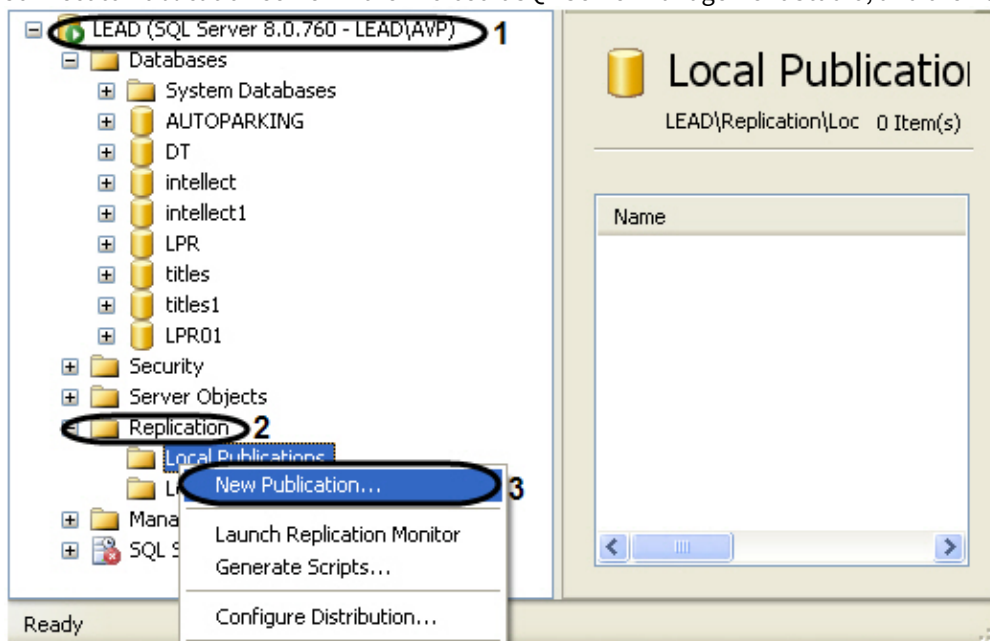 LEAD (SQL Server 8.0.760 - LEAD\AVP) 1
Databases
System Databases
AUTOPARKING
DT
intellect
intellect1
LPR
titles
titles1
LPR01
Security
Server Objects
Replication 2
Local Publications
New Publication... 3
Mana
Launch Replication Monitor
SQL S
Generate Scripts...
Configure Distribution...
Ready
Local Publication
LEAD\Replication\Loc 0 Item(s)
Name